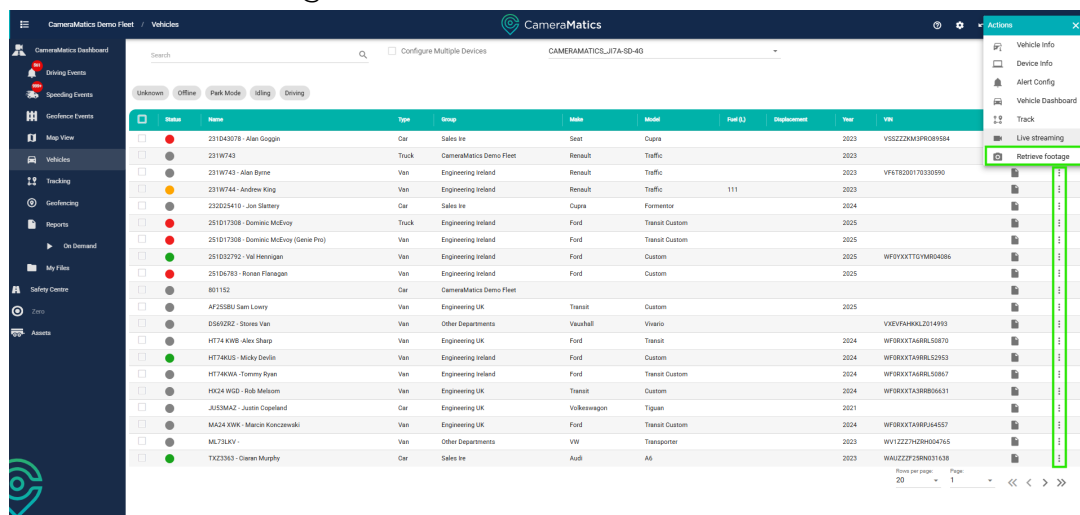 CameraMatics Demo Fleet / Vehicles
CameraMatics
Actions
CameraMatics Dashboard
Driving Events
Speeding Events
Geofence Events
Map View
Vehicles
Tracking
Geofencing
Reports
On Demand
My Files
Safety Centre
Zero
Assets
Search
Configure Multiple Devices
CAMERAMATICS_JI7A-SD-4G
Vehicle Info
Device Info
Alert Config
Vehicle Dashboard
Track
Live streaming
Retrieve footage
Unknown Offline Park Mode Idling Driving
Status Name Type Group Make Model Fuel (L) Displacement Year VIN
231D43078 - Alan Goggin Car Sales Ire Seat Cupra 2023 VSSZZZKM3PR089584
231W743 Truck CameraMatics Demo Fleet Renault Traffic 2023
231W743 - Alan Byrne Van Engineering Ireland Renault Traffic 2023 VF6T8200170330590
231W744 - Andrew King Van Engineering Ireland Renault Traffic 111 2023
232D25410 - Jon Slattery Car Sales Ire Cupra Formentor 2024
251D17308 - Dominic McEvoy Truck Engineering Ireland Ford Transit Custom 2025
251D17308 - Dominic McEvoy (Genie Pro) Van Engineering Ireland Ford Transit Custom 2025
251D32792 - Val Hennigan Van Engineering Ireland Ford Custom 2025 WF0YXXTTGYMR04086
251D6783 - Ronan Flanagan Van Engineering Ireland Ford Custom 2025
801152 Car CameraMatics Demo Fleet
AF25SBU Sam Lowry Van Engineering UK Transit Custom 2025
DS69ZRZ - Stores Van Van Other Departments Vauxhall Vivario VXEVFAHKKLZ014993
HT74 KWB -Alex Sharp Van Engineering UK Ford Transit 2024 WF0RXXTA6RRL50870
HT74KUS - Micky Devlin Van Engineering Ireland Ford Custom 2024 WF0RXXTA9RRL52953
HT74KWA -Tommy Ryan Van Engineering Ireland Ford Transit Custom 2024 WF0RXXTA6RRL50867
HX24 WGD - Rob Melsom Van Engineering UK Transit Custom 2024 WF0RXXTA3RRB06631
JU53MAZ - Justin Copeland Car Engineering UK Volkeswagon Tiguan 2021
MA24 XWK - Marcin Konczewski Van Engineering UK Ford Transit Custom 2024 WF0RXXTA9RPJ64557
ML73LKV - Van Other Departments VW Transporter 2023 WV1ZZZ7HZRH004765
TXZ3363 - Ciaran Murphy Car Sales Ire Audi A6 2023 WAUZZZF25RN031638
Rows per page: 20 Page: 1